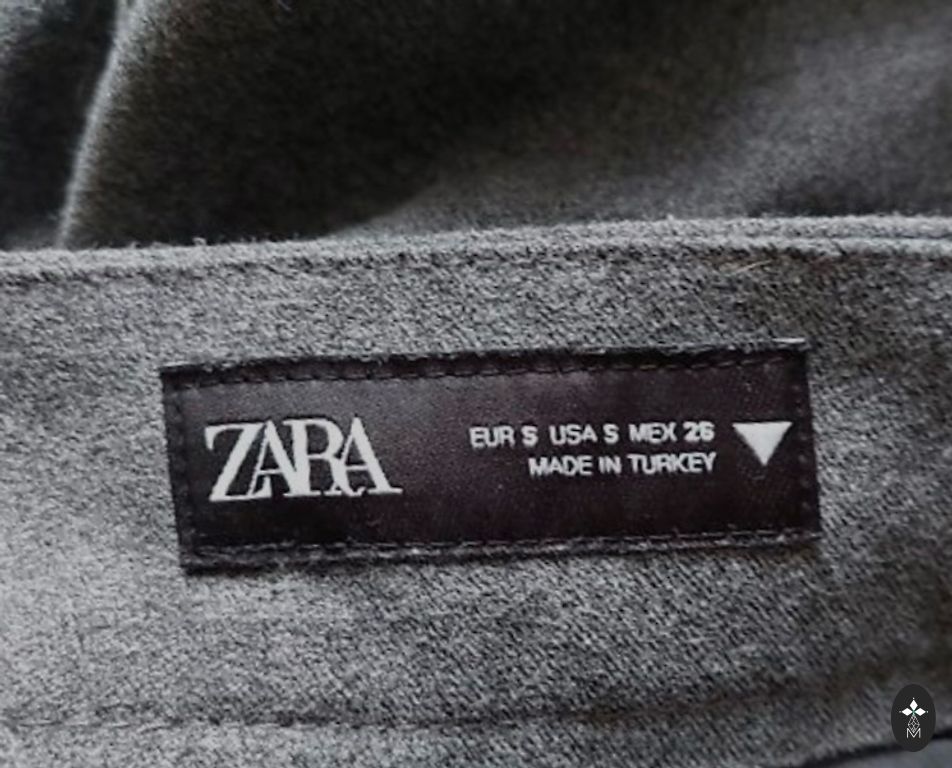 ZARA
EUR S USA S MEX 26
MADE IN TURKEY
M